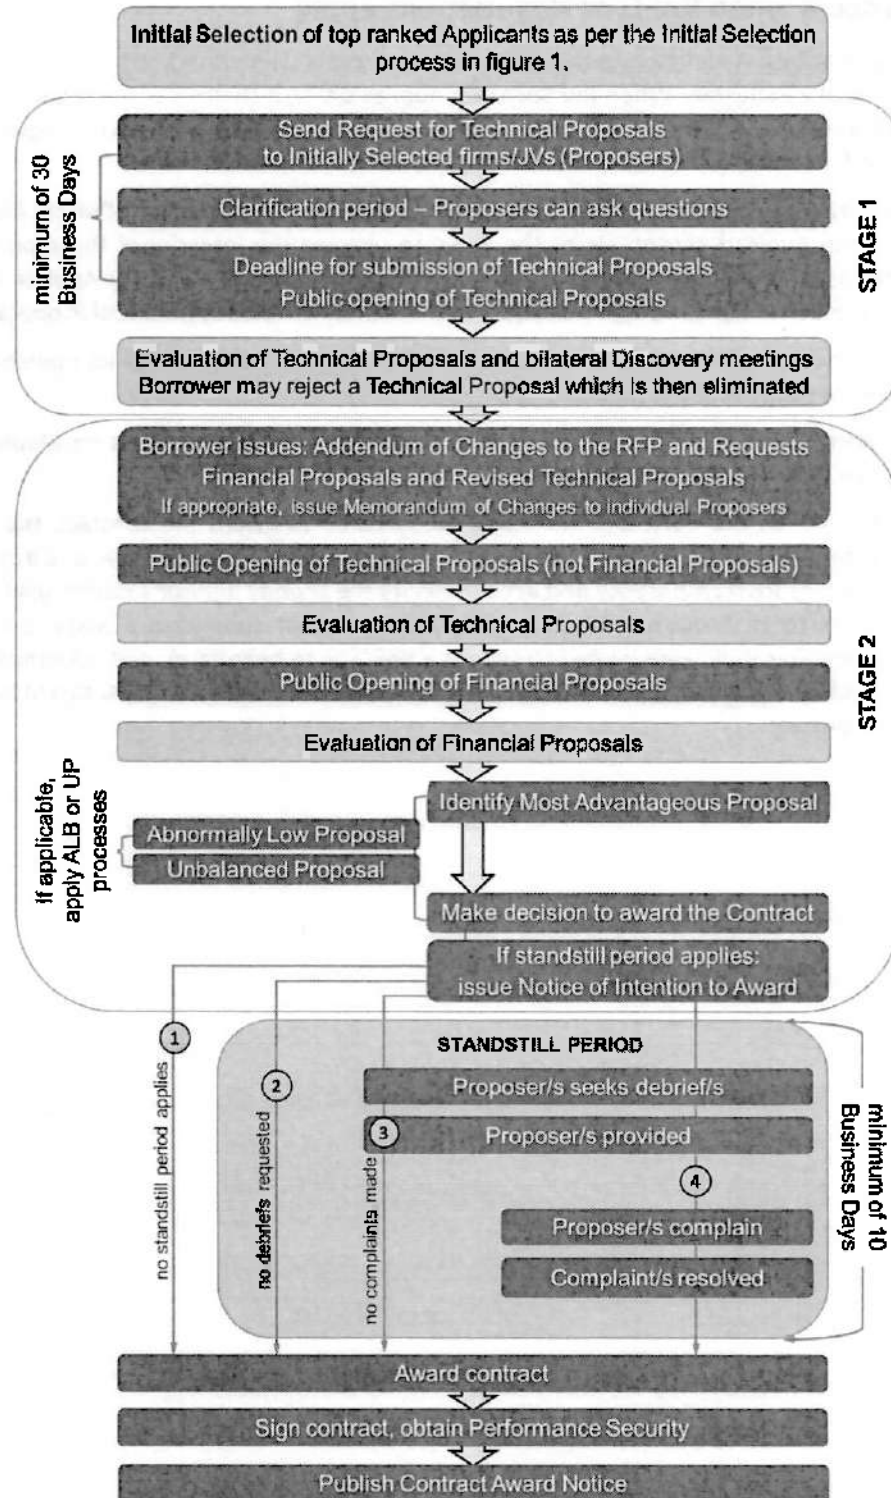 Initial Selection of top ranked Applicants as per the Initial Selection
process in figure 1.
minimum of 30
Business Days
Send Request for Technical Proposals
to Initially Selected firms/JVs (Proposers)
Clarification period – Proposers can ask questions
Deadline for submission of Technical Proposals
Public opening of Technical Proposals
Evaluation of Technical Proposals and bilateral Discovery meetings
Borrower may reject a Technical Proposal which is then eliminated
STAGE 1
Borrower issues: Addendum of Changes to the RFP and Requests
Financial Proposals and Revised Technical Proposals
If appropriate, issue Memorandum of Changes to individual Proposers
Public Opening of Technical Proposals (not Financial Proposals)
Evaluation of Technical Proposals
Public Opening of Financial Proposals
Evaluation of Financial Proposals
STAGE 2
Identify Most Advantageous Proposal
If applicable,
apply ALB or UP
processes
Abnormally Low Proposal
Unbalanced Proposal
Make decision to award the Contract
If standstill period applies:
issue Notice of Intention to Award
1
no standstill period applies
2
no debriefs requested
3
no complaints made
4
STANDSTILL PERIOD
Proposer/s seeks debrief/s
Proposer/s provided
Proposer/s complain
Complaint/s resolved
minimum of 10
Business Days
Award contract
Sign contract, obtain Performance Security
Publish Contract Award Notice